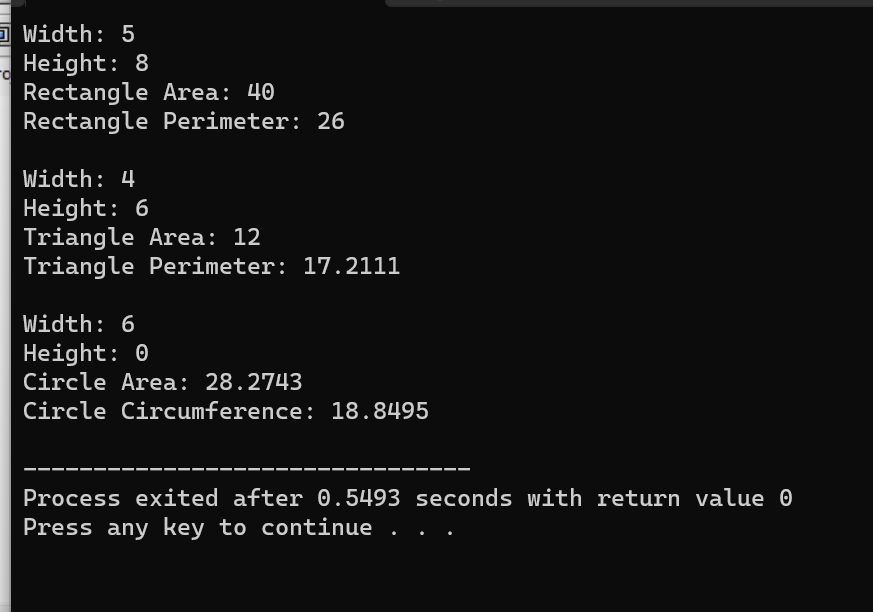 Width: 5
Height: 8
Rectangle Area: 40
Rectangle Perimeter: 26
Width: 4
Height: 6
Triangle Area: 12
Triangle Perimeter: 17.2111
Width: 6
Height: 0
Circle Area: 28.2743
Circle Circumference: 18.8495
--------------------------------
Process exited after 0.5493 seconds with return value 0
Press any key to continue . . .